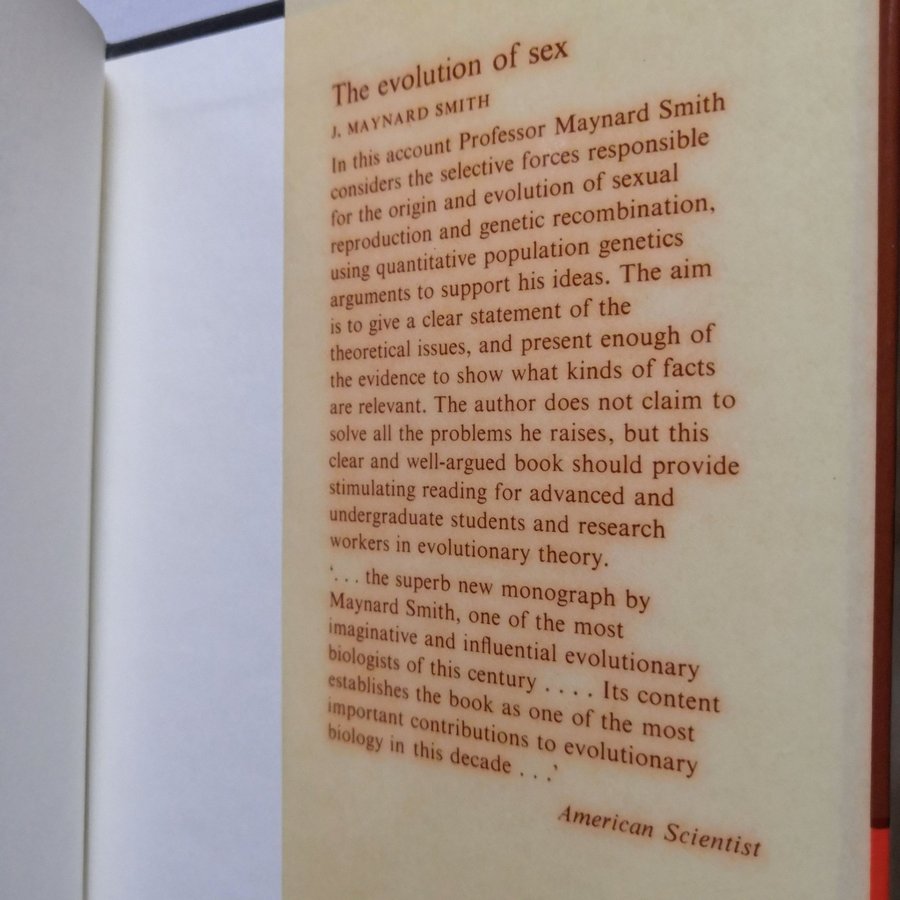 The evolution of sex
J. MAYNARD SMITH
In this account Professor Maynard Smith
considers the selective forces responsible
for the origin and evolution of sexual
reproduction and genetic recombination,
using quantitative population genetics
arguments to support his ideas. The aim
is to give a clear statement of the
theoretical issues, and present enough of
the evidence to show what kinds of facts
are relevant. The author does not claim to
solve all the problems he raises, but this
clear and well-argued book should provide
stimulating reading for advanced and
undergraduate students and research
workers in evolutionary theory.
'. . . the superb new monograph by
Maynard Smith, one of the most
imaginative and influential evolutionary
biologists of this century . . . . Its content
establishes the book as one of the most
important contributions to evolutionary
biology in this decade . . .'
American Scientist